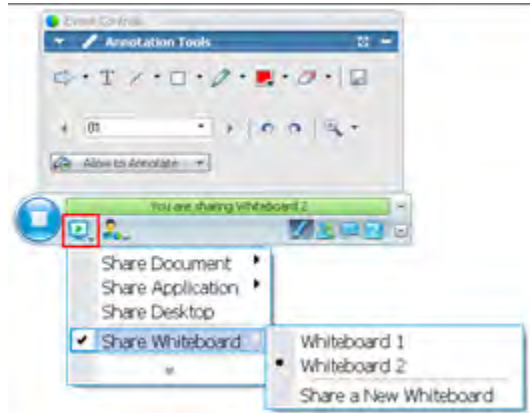 Event Controls
Annotation Tools
T
01
Allow to Annotate
You are sharing Whiteboard 2
Share Document
Share Application
Share Desktop
Share Whiteboard
Whiteboard 1
Whiteboard 2
Share a New Whiteboard